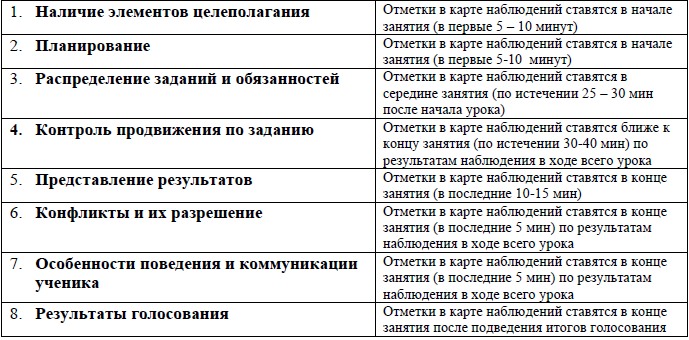 1. Наличие элементов целеполагания
Отметки в карте наблюдений ставятся в начале
занятия (в первые 5 – 10 минут)
2. Планирование
Отметки в карте наблюдений ставятся в начале
занятия (в первые 5-10 минут)
3. Распределение заданий и обязанностей
Отметки в карте наблюдений ставятся в
середине занятия (по истечении 25 – 30 мин
после начала урока)
4. Контроль продвижения по заданию
Отметки в карте наблюдений ставятся ближе к
концу занятия (по истечении 30-40 мин) по
результатам наблюдения в ходе всего урока
5. Представление результатов
Отметки в карте наблюдений ставятся в конце
занятия (в последние 10-15 мин)
6. Конфликты и их разрешение
Отметки в карте наблюдений ставятся в конце
занятия (в последние 5 мин) по результатам
наблюдения в ходе всего урока
7. Особенности поведения и коммуникации
ученика
Отметки в карте наблюдений ставятся в конце
занятия (в последние 5 мин) по результатам
наблюдения в ходе всего урока
8. Результаты голосования
Отметки в карте наблюдений ставятся в конце
занятия после подведения итогов голосования